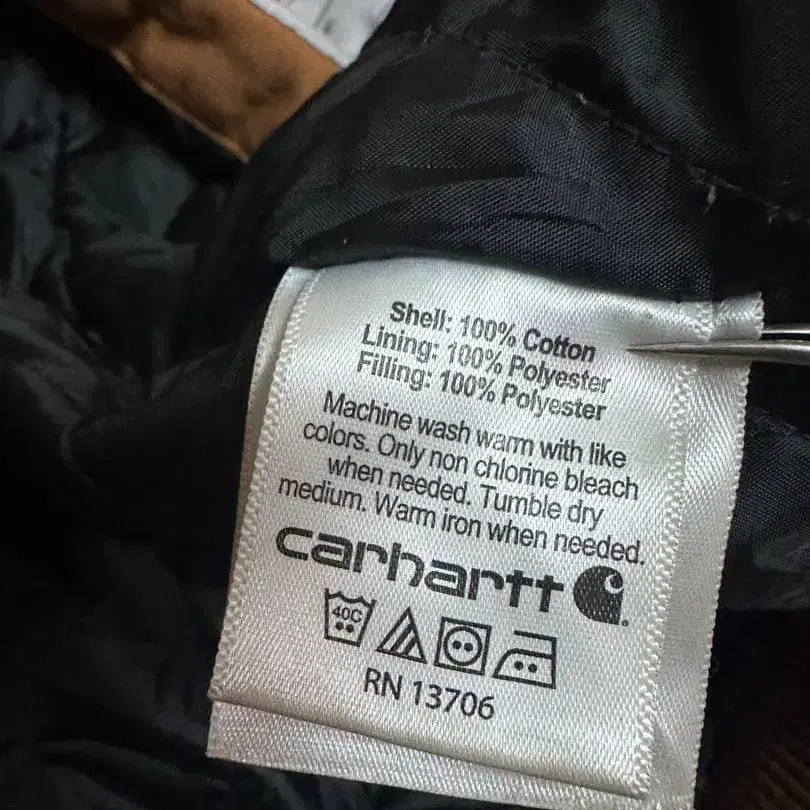 Shell: 100% Cotton
Lining: 100% Polyester
Filling: 100% Polyester
Machine wash warm with like
colors. Only non chlorine bleach
when needed. Tumble dry
medium. Warm iron when needed.
carhartt
40C
RN 13706